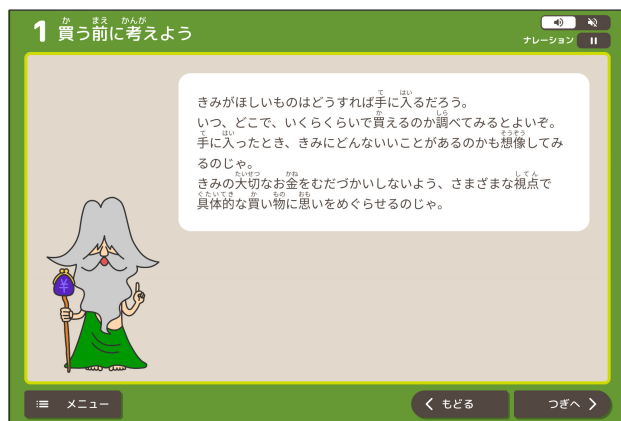 1 買う前に考えよう
ナレーション
きみがほしいものはどうすれば手に入るだろう。
いつ、どこで、いくらくらいで買えるのか調べてみるとよいぞ。
手に入ったとき、きみにどんないいことがあるのかも想像してみ
るのじゃ。
きみの大切なお金をむだづかいしないよう、さまざまな視点で
具体的な買い物に思いをめぐらせるのじゃ。
¥
メニュー
もどる
つぎへ